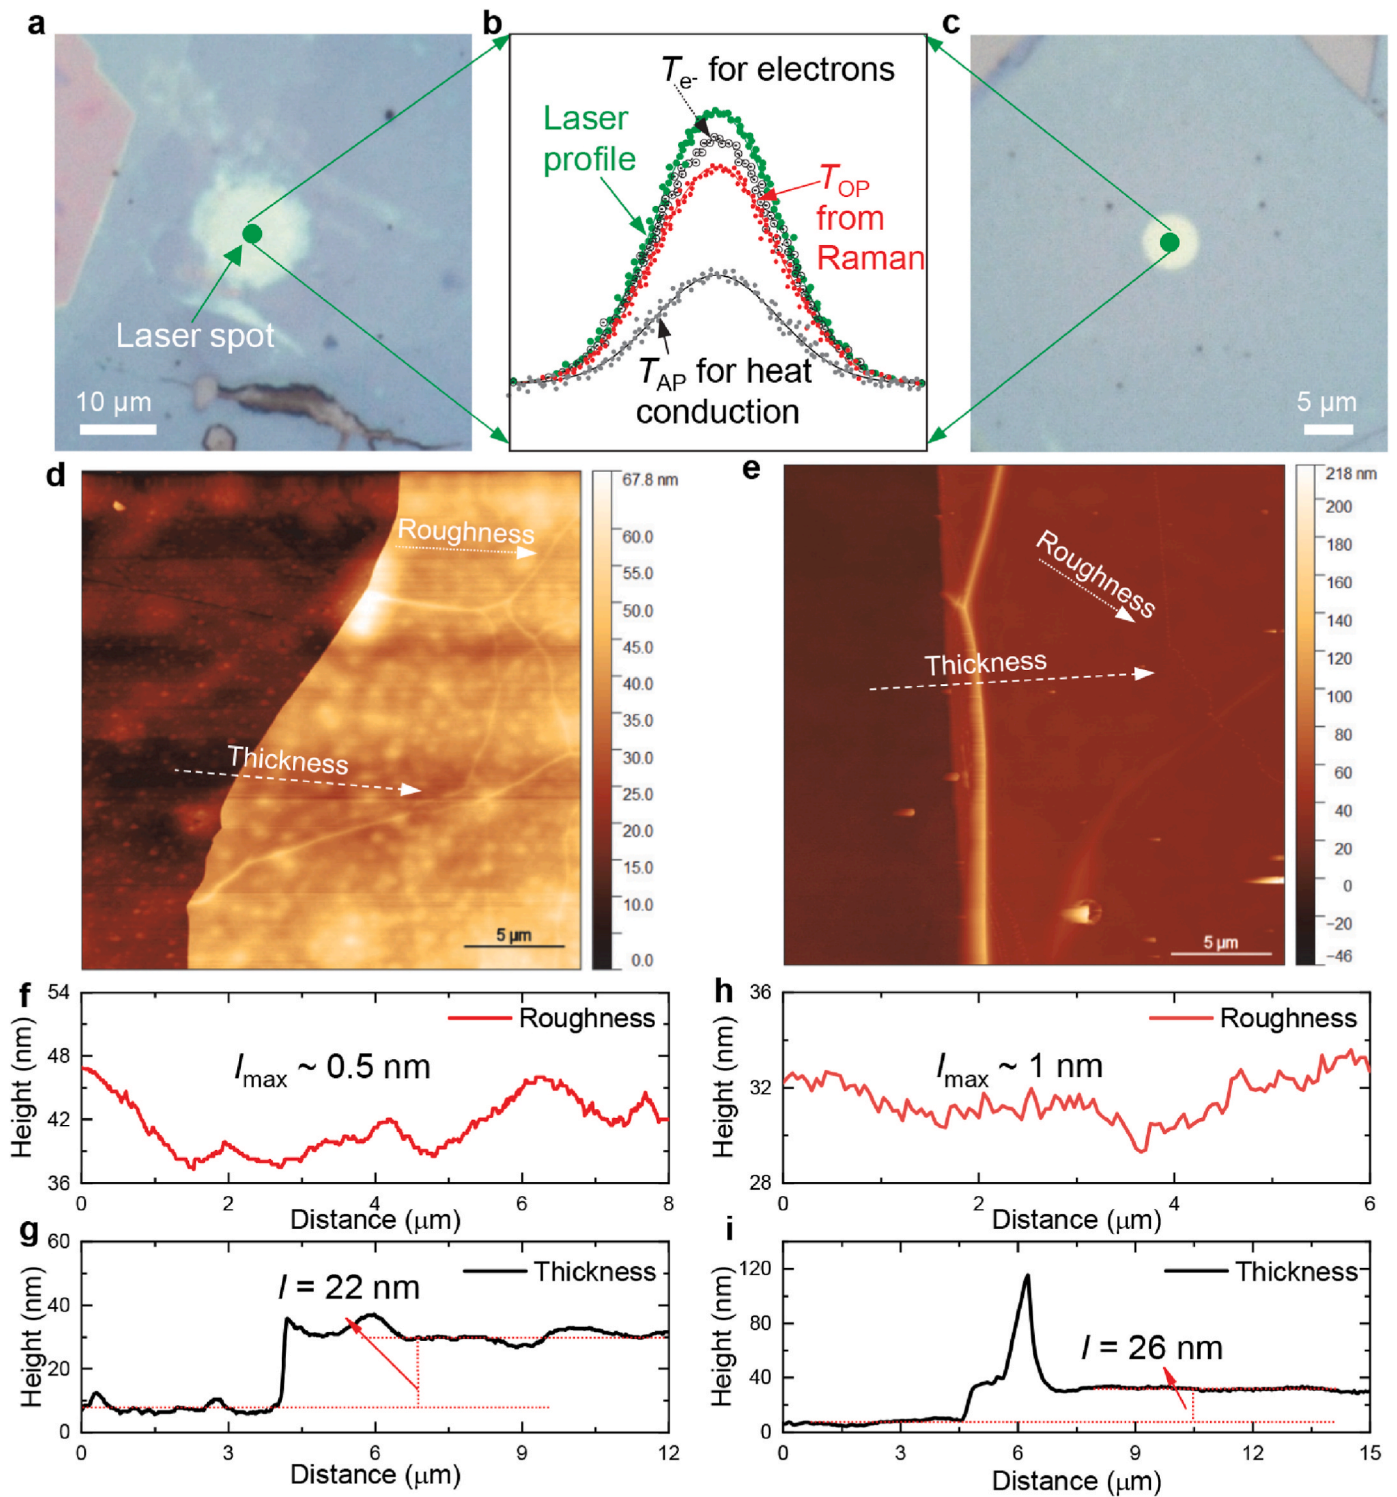 a
Laser spot
10 μm
b
Te- for electrons
Laser
profile
TOP
from
Raman
TAP for heat
conduction
c
5 μm
d
Roughness
Thickness
5 μm
67.8 nm
60.0
55.0
50.0
45.0
40.0
35.0
30.0
25.0
20.0
15.0
10.0
0.0
e
Roughness
Thickness
5 μm
218 nm
200
180
160
140
120
100
80
60
40
20
0
−20
−46
f
Roughness
lmax ~ 0.5 nm
Height (nm)
54
48
42
36
0 2 4 6 8
Distance (μm)
g
Thickness
l = 22 nm
Height (nm)
60
40
20
0
0 3 6 9 12
Distance (μm)
h
Roughness
lmax ~ 1 nm
Height (nm)
36
32
28
0 2 4 6
Distance (μm)
i
Thickness
l = 26 nm
Height (nm)
120
80
40
0
0 3 6 9 12 15
Distance (μm)